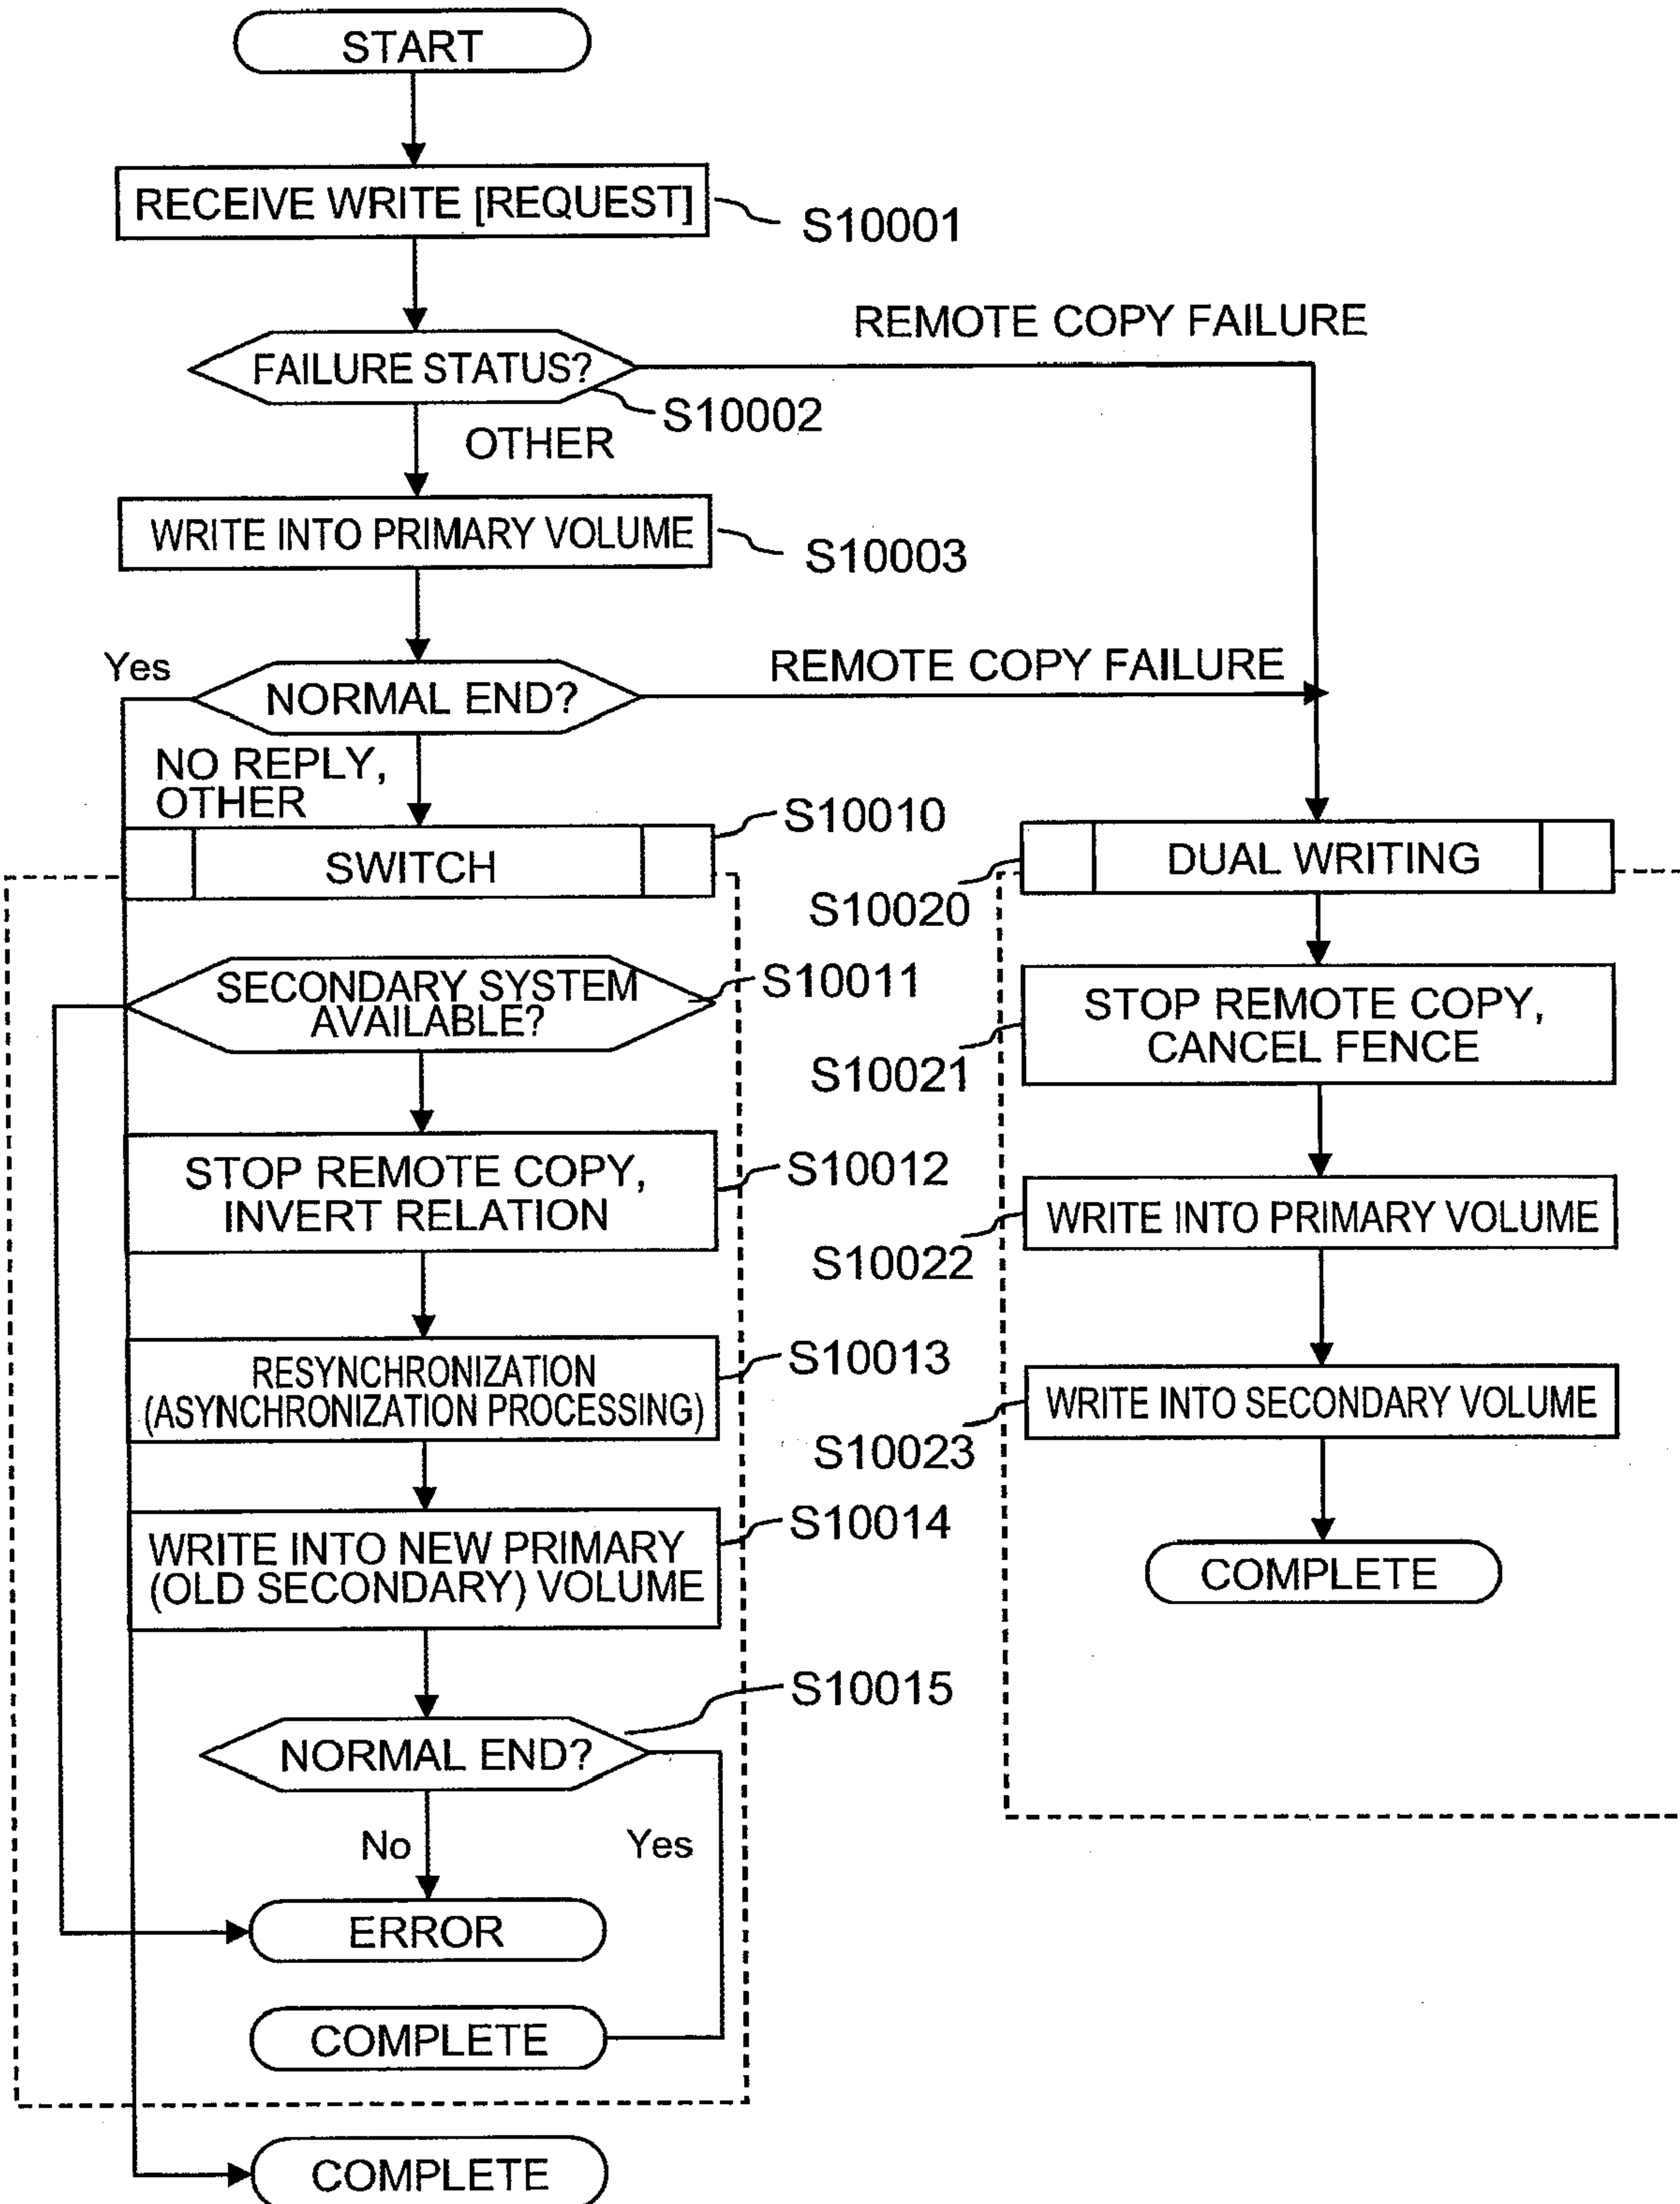 START
RECEIVE WRITE [REQUEST]
S10001
REMOTE COPY FAILURE
FAILURE STATUS?
S10002
OTHER
WRITE INTO PRIMARY VOLUME
S10003
Yes
NORMAL END?
REMOTE COPY FAILURE
NO REPLY,
OTHER
S10010
SWITCH
DUAL WRITING
S10020
SECONDARY SYSTEM
AVAILABLE?
S10011
STOP REMOTE COPY,
CANCEL FENCE
S10021
STOP REMOTE COPY,
INVERT RELATION
S10012
WRITE INTO PRIMARY VOLUME
S10022
RESYNCHRONIZATION
(ASYNCHRONIZATION PROCESSING)
S10013
WRITE INTO SECONDARY VOLUME
S10023
WRITE INTO NEW PRIMARY
(OLD SECONDARY) VOLUME
S10014
COMPLETE
S10015
NORMAL END?
No
Yes
ERROR
COMPLETE
COMPLETE